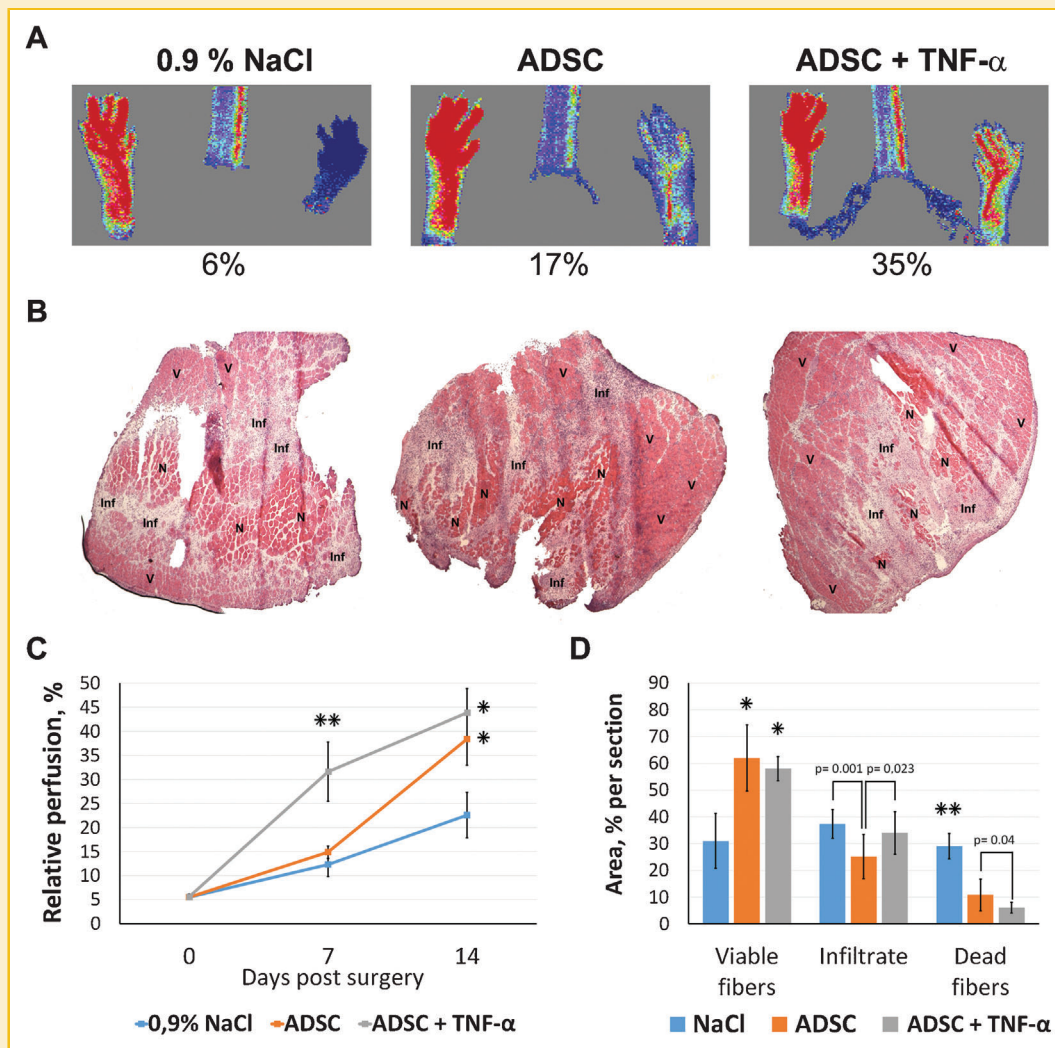 A
0.9 % NaCl
ADSC
ADSC + TNF-α
6%
17%
35%
B
V
V
Inf
Inf
N
Inf
Inf
N
N
Inf
*
V
V
Inf
Inf
V
Inf
N
N
N
N
V
Inf
V
V
N
V
Inf
V
N
Inf
Inf
N
N
V
C
Relative perfusion, %
50
45
40
35
30
25
20
15
10
5
0
**
*
*
0
7
14
Days post surgery
0,9% NaCl
ADSC
ADSC + TNF-α
D
Area, % per section
90
80
70
60
50
40
30
20
10
0
*
*
p= 0.001
p= 0,023
**
p= 0.04
Viable fibers
Infiltrate
Dead fibers
NaCl
ADSC
ADSC + TNF-α